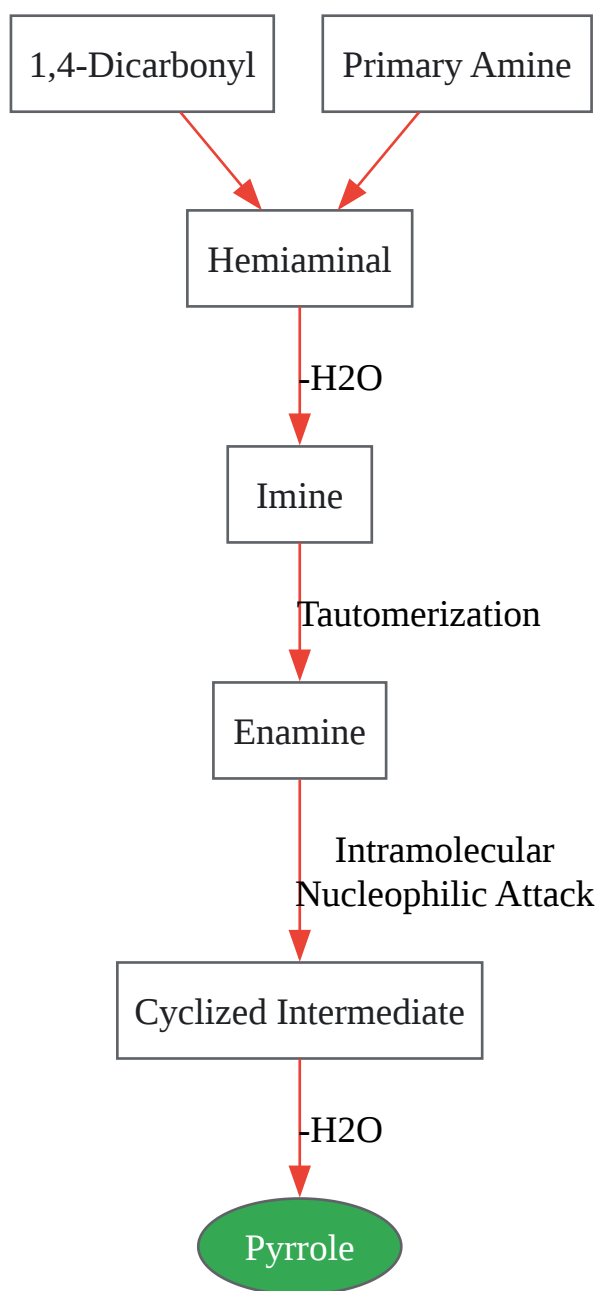 1,4-Dicarbonyl
Primary Amine
Hemiaminal
-H2O
Imine
Tautomerization
Enamine
Intramolecular
Nucleophilic Attack
Cyclized Intermediate
-H2O
Pyrrole